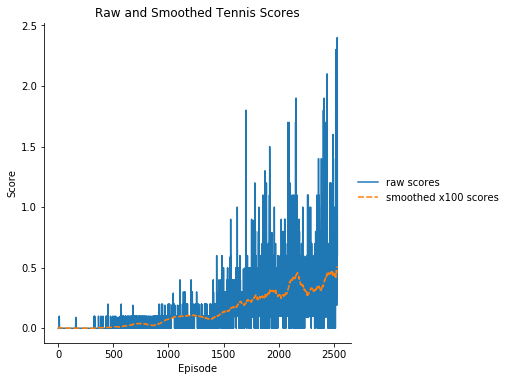 Raw and Smoothed Tennis Scores
2.5
2.0
1.5
1.0
0.5
0.0
Score
0
500
1000
1500
2000
2500
Episode
raw scores
smoothed x100 scores